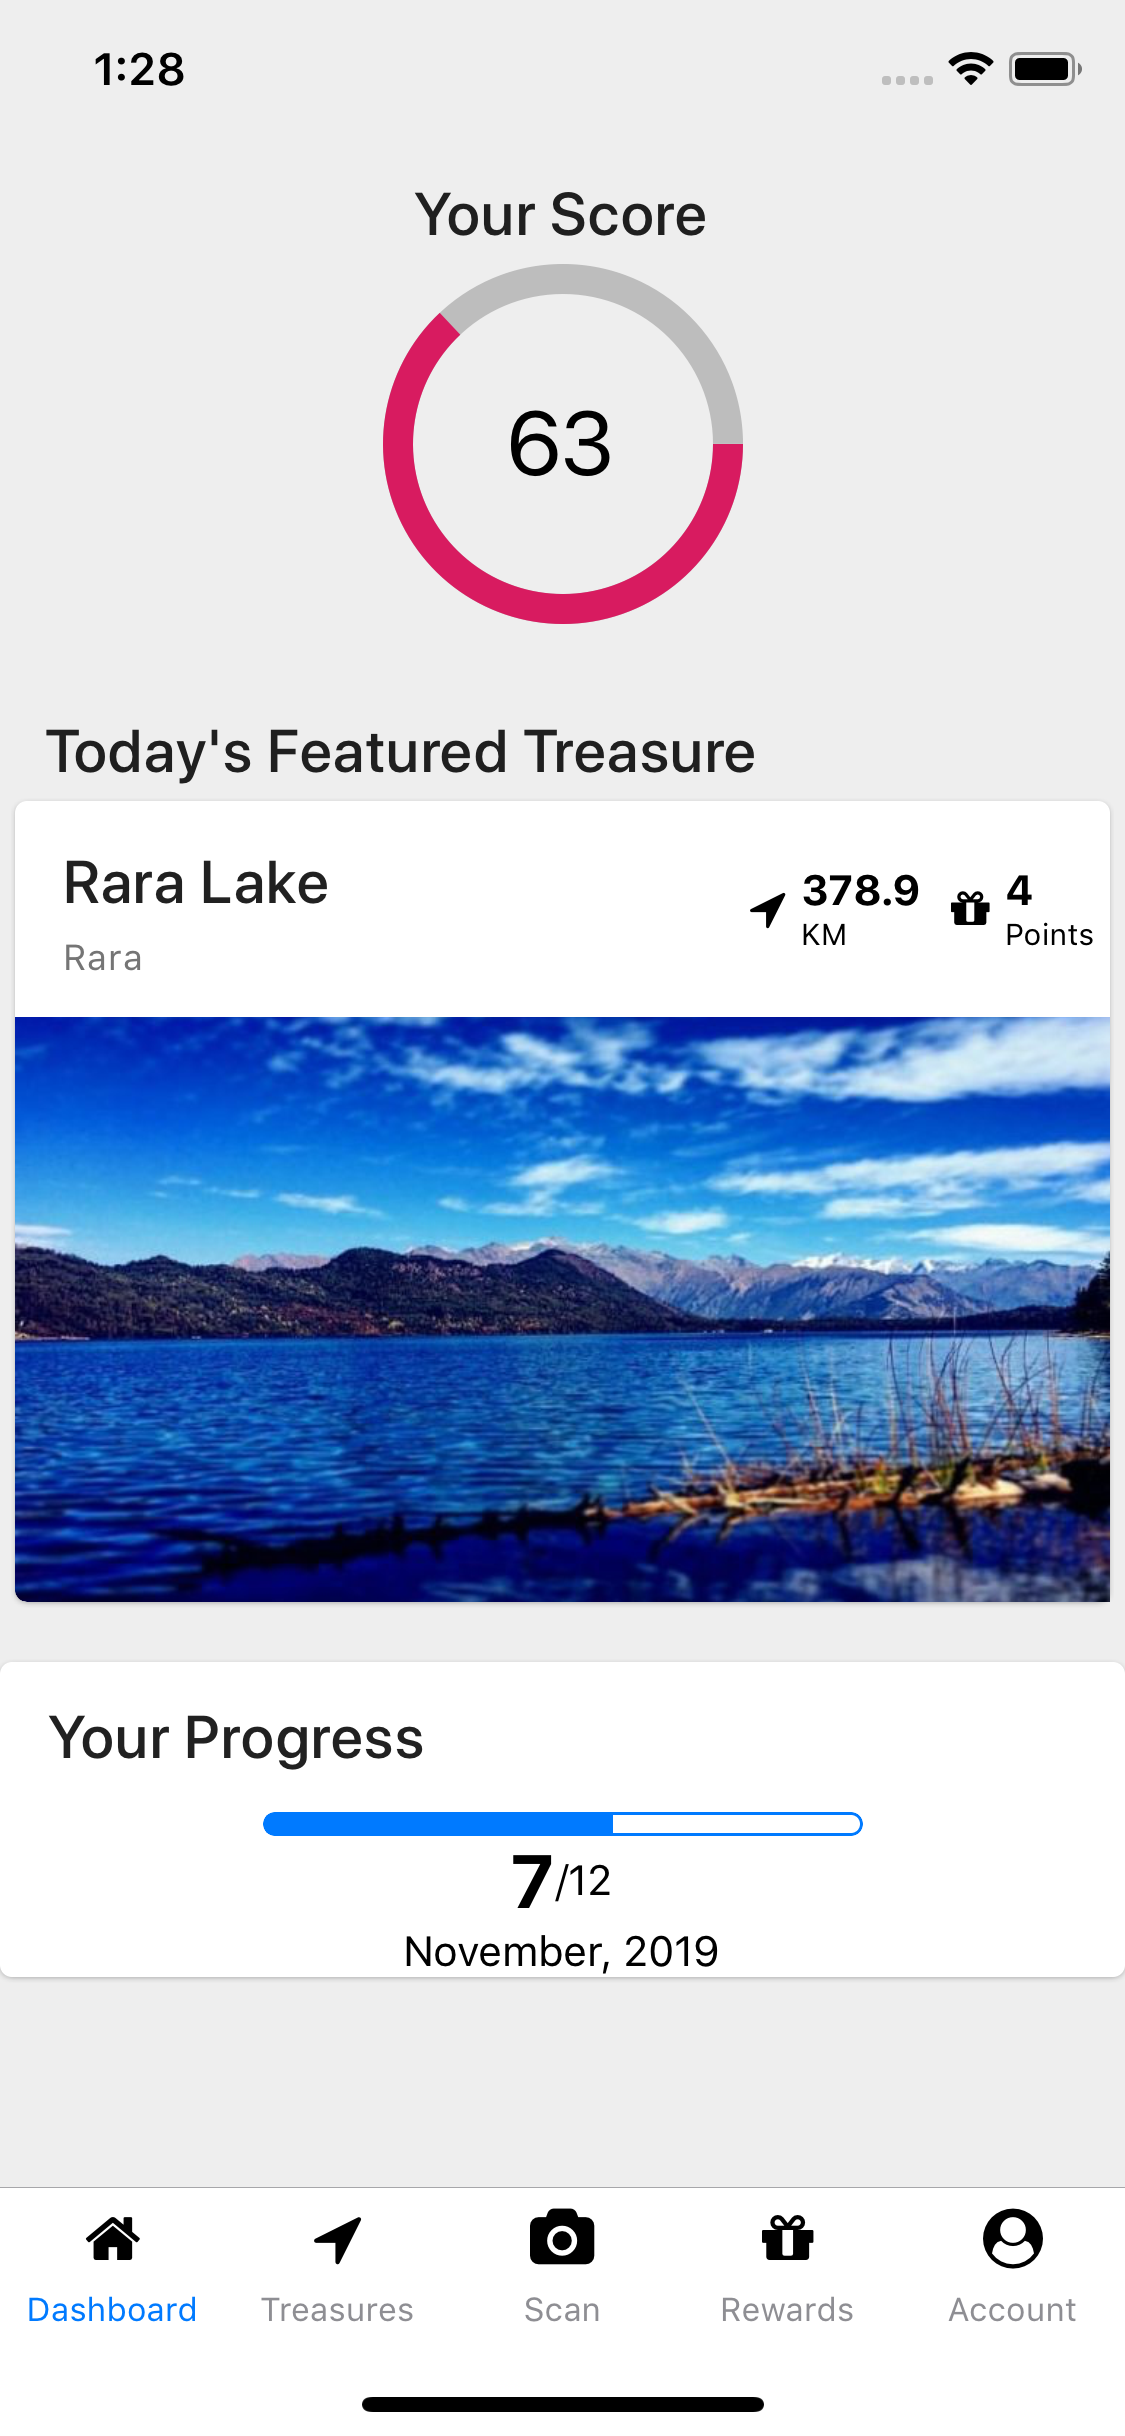 1:28
Your Score
63
Today's Featured Treasure
Rara Lake
Rara
378.9
KM
4
Points
Your Progress
7/12
November, 2019
Dashboard
Treasures
Scan
Rewards
Account